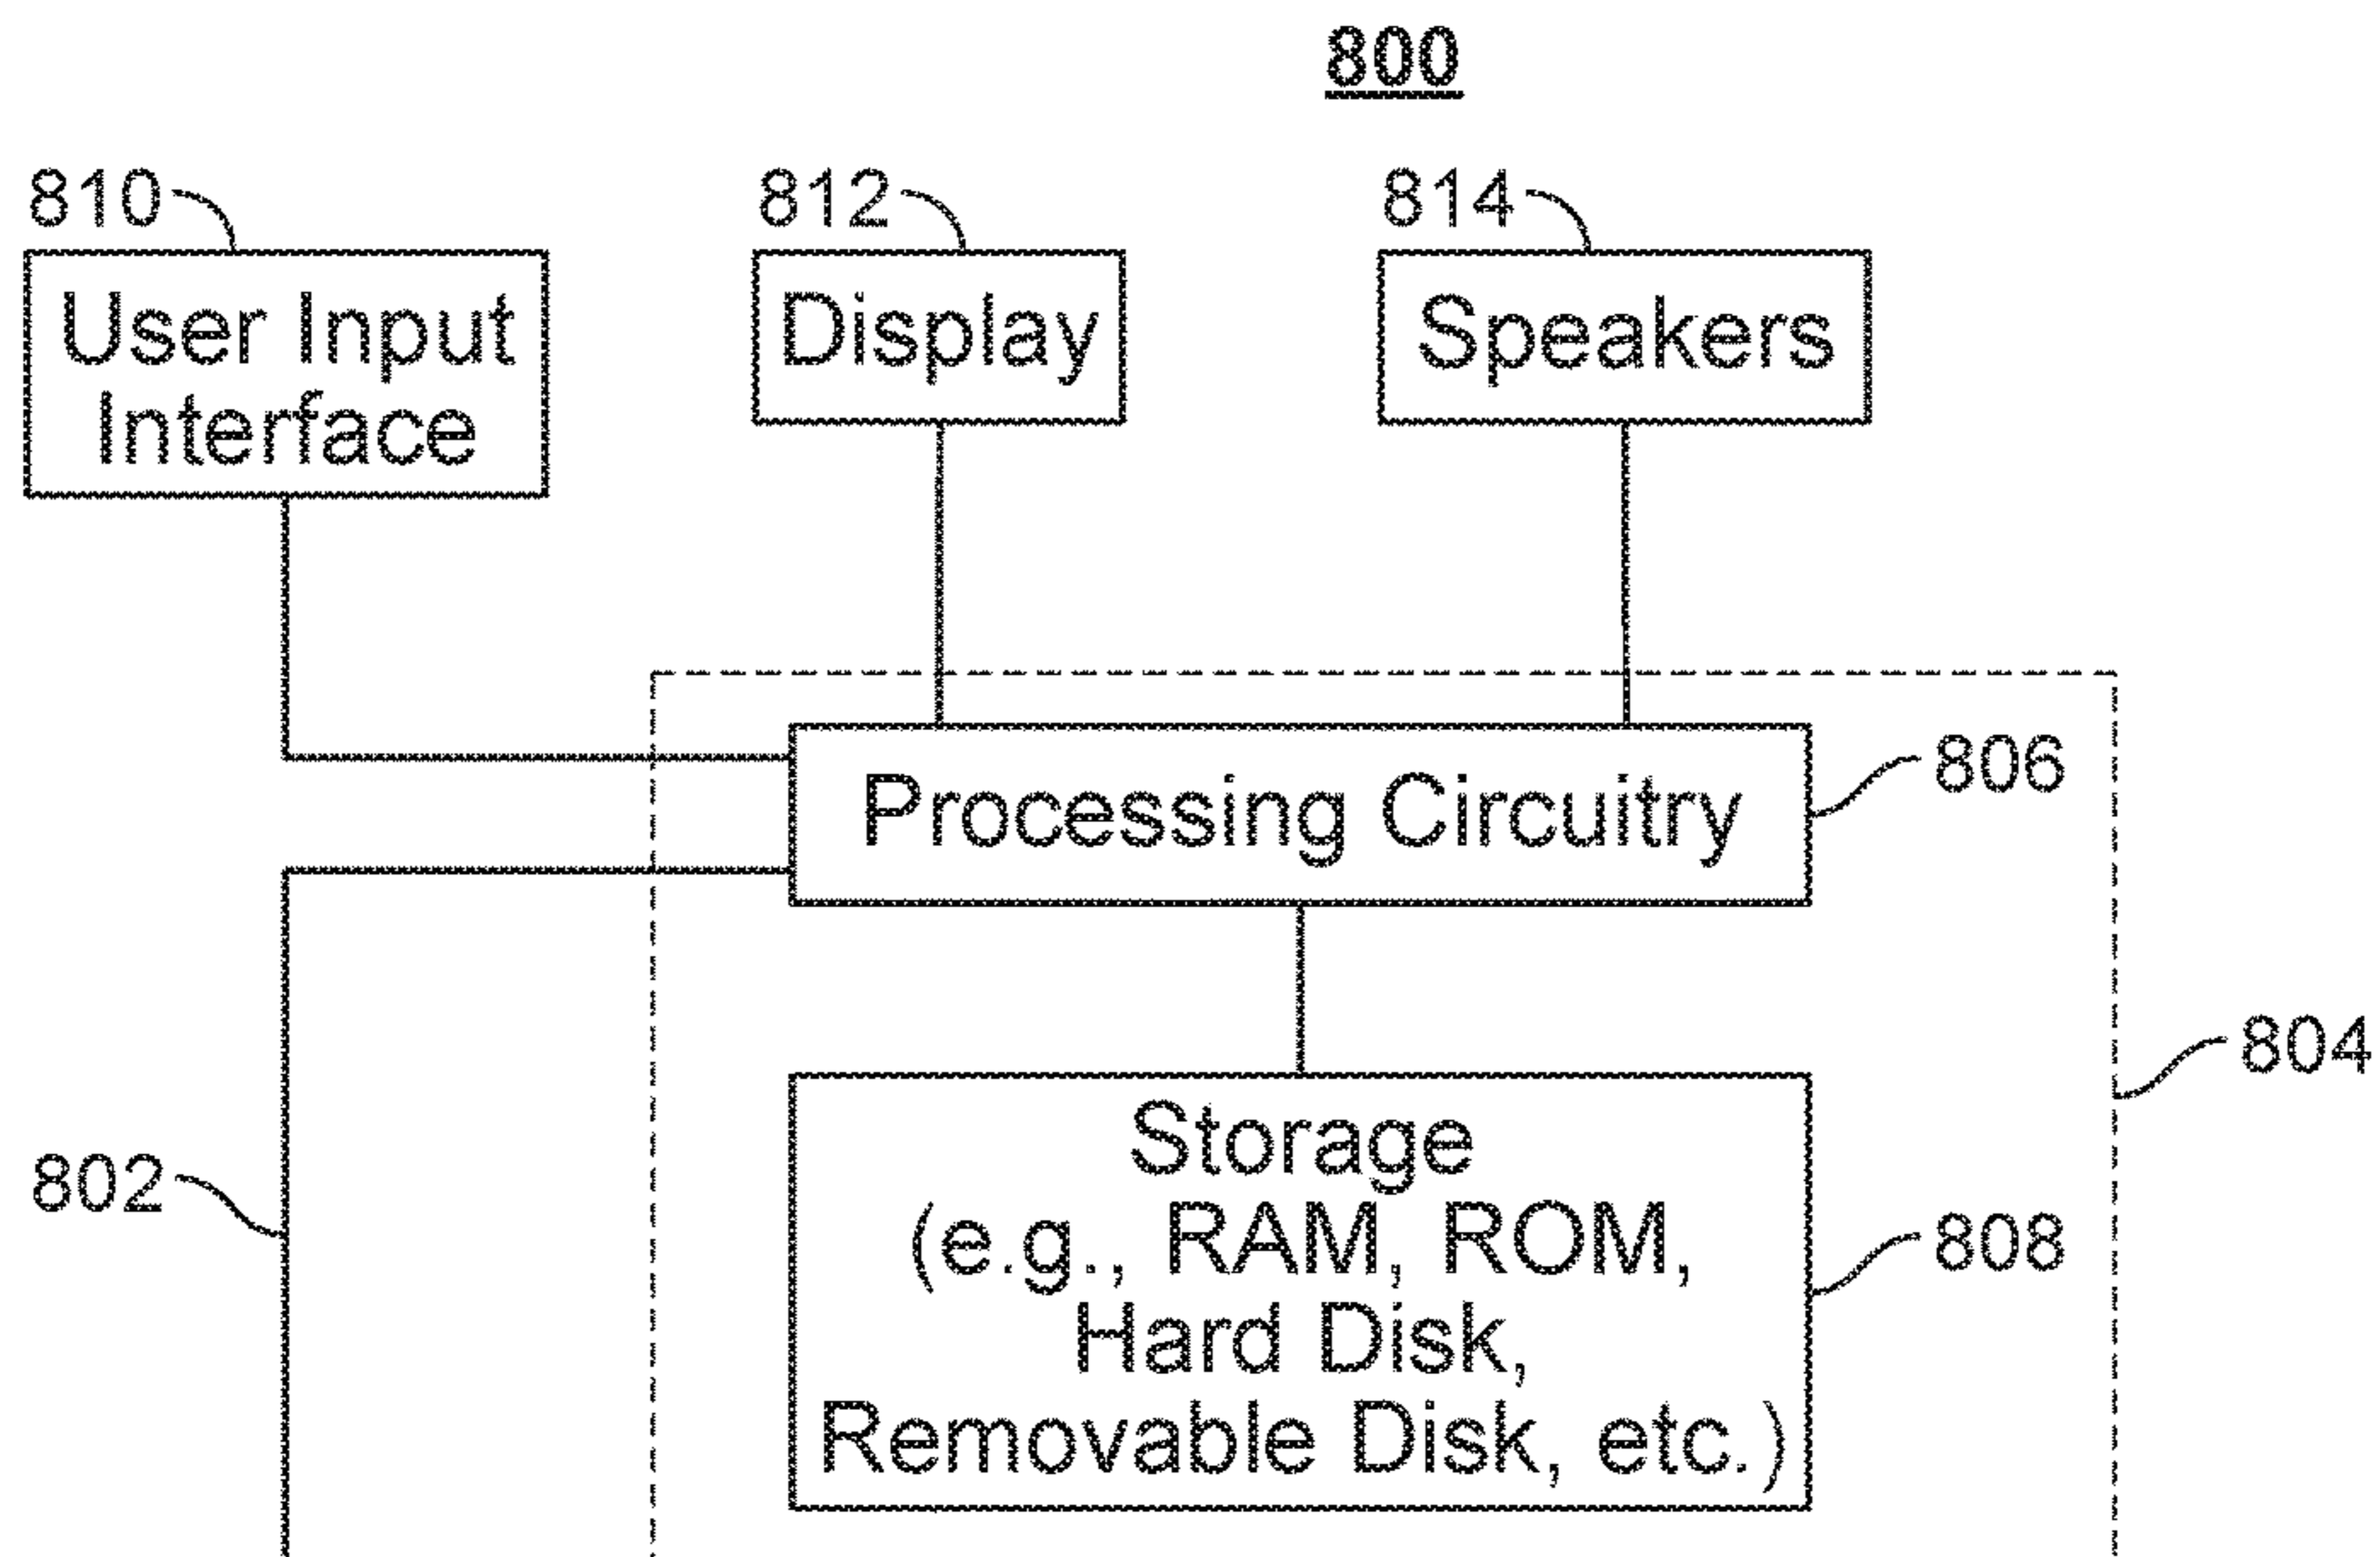 800
810
812
814
User Input
Interface
Display
Speakers
Processing Circuitry
806
804
802
Storage
(e.g., RAM, ROM,
Hard Disk,
Removable Disk, etc.)
808